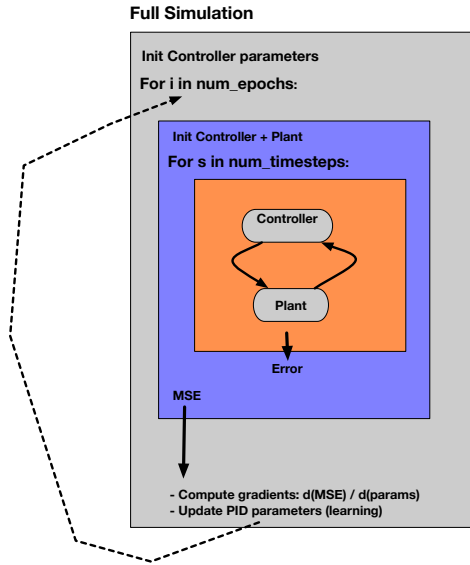 Full Simulation
Init Controller parameters
For i in num_epochs:
Init Controller + Plant
For s in num_timesteps:
Controller
Plant
Error
MSE
- Compute gradients: d(MSE) / d(params)
- Update PID parameters (learning)